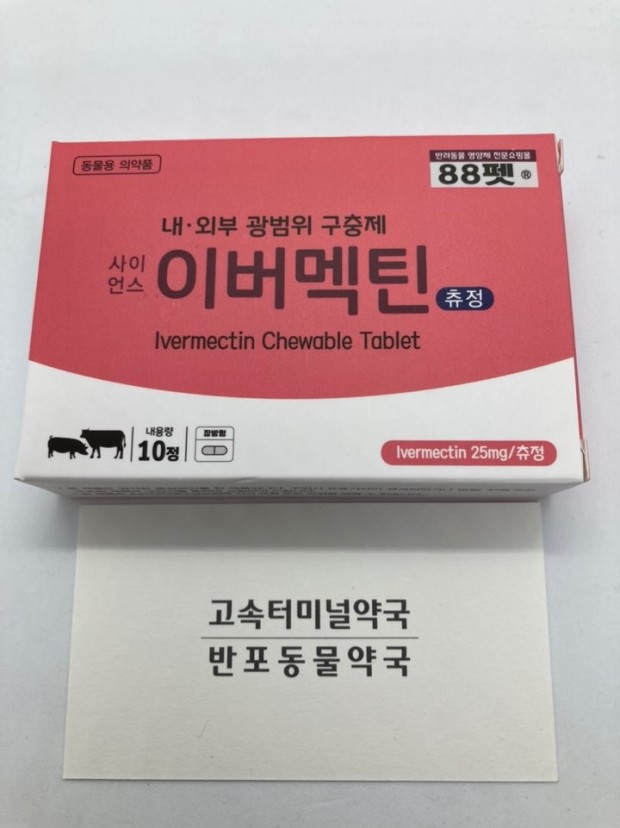 동물용 의약품
반려동물 영양제 전문쇼핑몰
88펫 ®
내·외부 광범위 구충제
사이
언스
이버멕틴 츄정
Ivermectin Chewable Tablet
내용량
10정
Ivermectin 25mg/츄정
고속터미널약국
반포동물약국